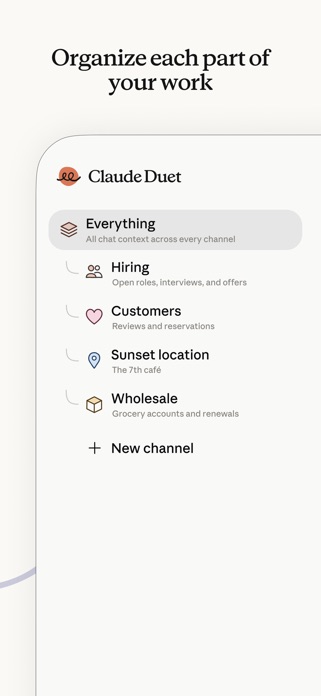 Organize each part of
your work
Claude Duet
Everything
All chat context across every channel
Hiring
Open roles, interviews, and offers
Customers
Reviews and reservations
Sunset location
The 7th café
Wholesale
Grocery accounts and renewals
New channel